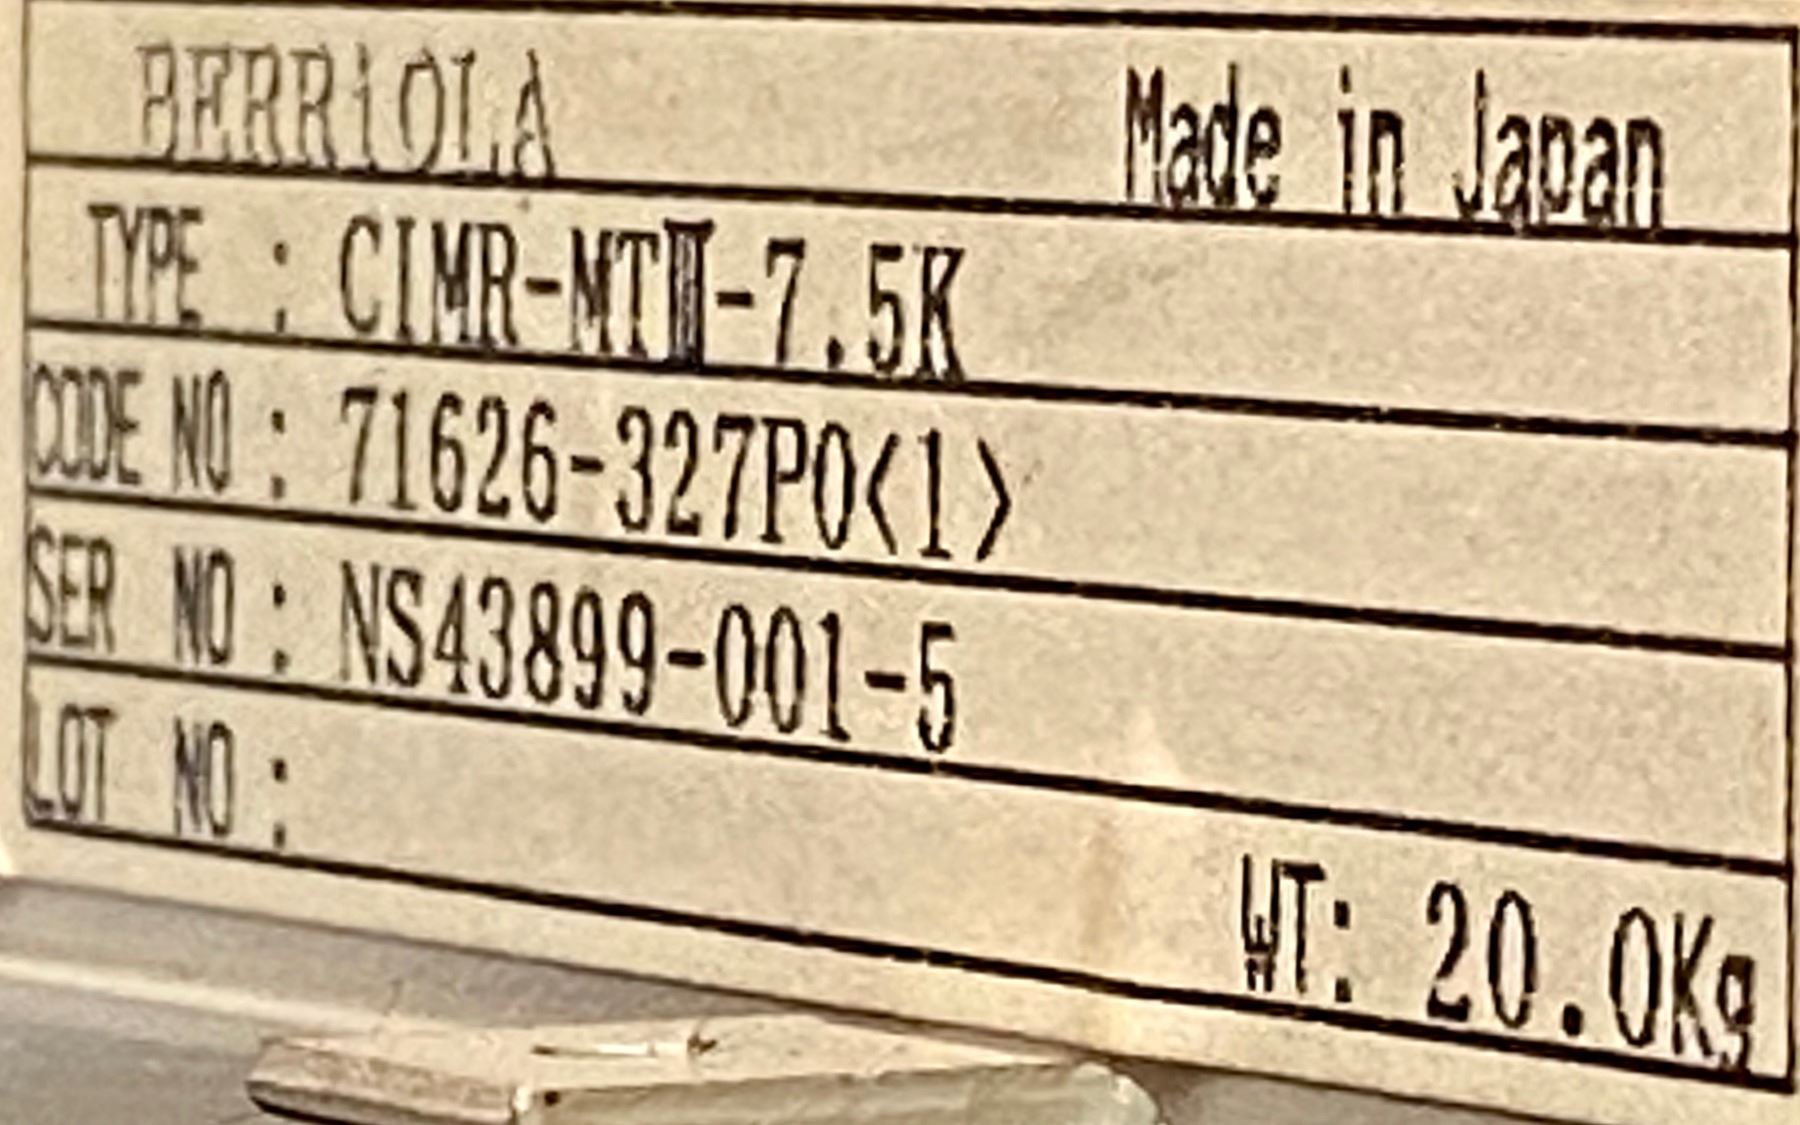 BERRiOLA Made in Japan
TYPE : CIMR-MTⅢ-7.5K
CODE NO : 71626-327P0<1>
SER NO : NS43899-001-5
LOT NO :
WT: 20.0Kg